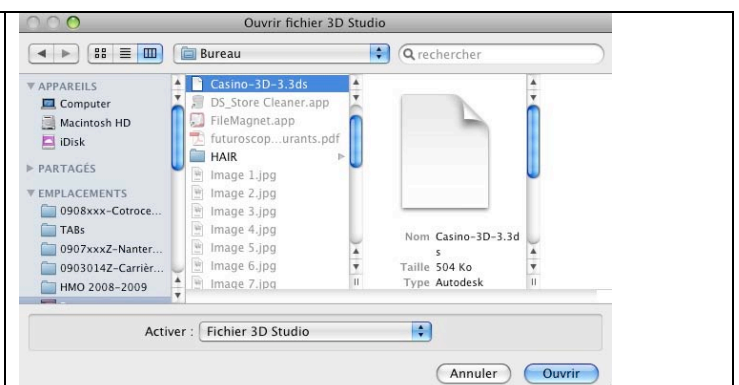 Ouvrir fichier 3D Studio
Bureau
rechercher
APPAREILS
Computer
Macintosh HD
iDisk
PARTAGÉS
EMPLACEMENTS
0908xxx-Cotroce...
TABs
0907xxxZ-Nanter...
0903014Z-Carrièr...
HMO 2008-2009
Casino-3D-3.3ds
DS_Store Cleaner.app
FileMagnet.app
futuroscop...urants.pdf
HAIR
Image 1.jpg
Image 2.jpg
Image 3.jpg
Image 4.jpg
Image 5.jpg
Image 6.jpg
Image 7.jpg
Nom Casino-3D-3.3d
s
Taille 504 Ko
Type Autodesk
Activer : Fichier 3D Studio
Annuler
Ouvrir